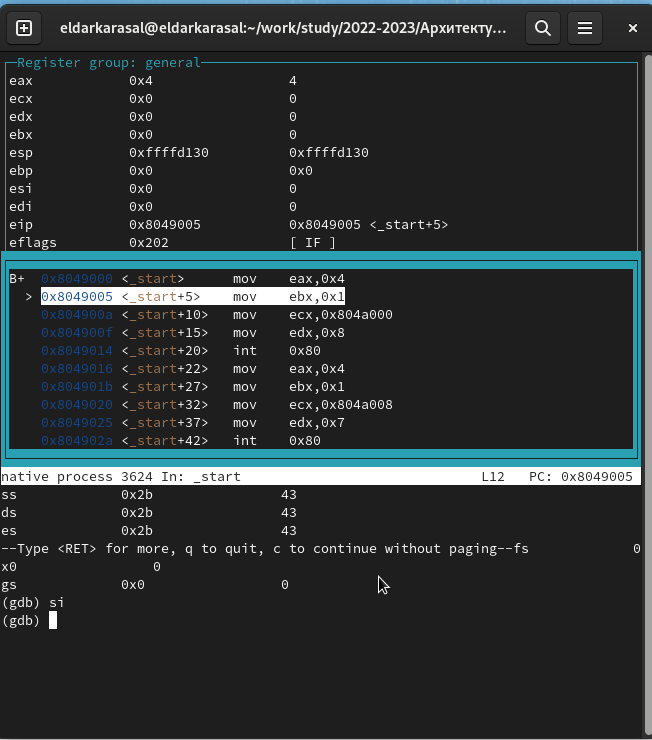 eldarkarasal@eldarkarasal:~/work/study/2022-2023/Архитекту...
Register group: general
eax 0x4 4
ecx 0x0 0
edx 0x0 0
ebx 0x0 0
esp 0xffffd130 0xffffd130
ebp 0x0 0x0
esi 0x0 0
edi 0x0 0
eip 0x8049005 0x8049005 <_start+5>
eflags 0x202 [ IF ]
B+ 0x8049000 <_start> mov eax,0x4
> 0x8049005 <_start+5> mov ebx,0x1
0x804900a <_start+10> mov ecx,0x804a000
0x804900f <_start+15> mov edx,0x8
0x8049014 <_start+20> int 0x80
0x8049016 <_start+22> mov eax,0x4
0x804901b <_start+27> mov ebx,0x1
0x8049020 <_start+32> mov ecx,0x804a008
0x8049025 <_start+37> mov edx,0x7
0x804902a <_start+42> int 0x80
native process 3624 In: _start L12 PC: 0x8049005
ss 0x2b 43
ds 0x2b 43
es 0x2b 43
--Type <RET> for more, q to quit, c to continue without paging--fs 0
x0 0
gs 0x0 0
(gdb) si
(gdb)